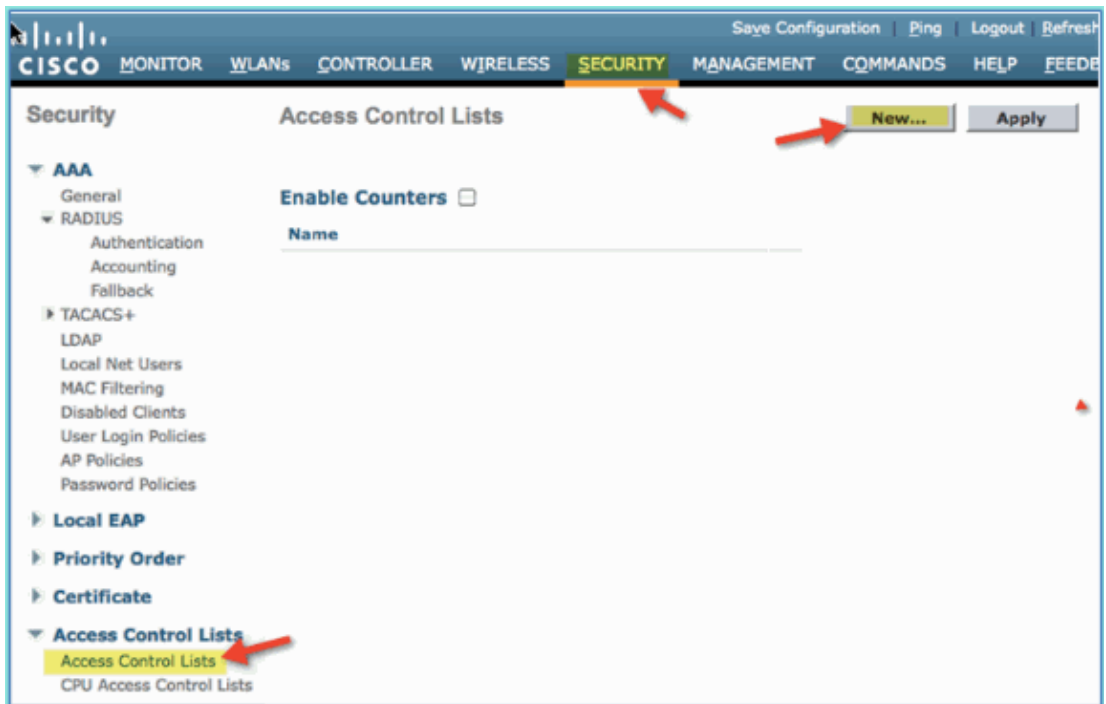 Save Configuration | Ping | Logout | Refresh
CISCO MONITOR WLANs CONTROLLER WIRELESS SECURITY MANAGEMENT COMMANDS HELP FEEDB
Security
Access Control Lists
New...
Apply
AAA
General
RADIUS
Authentication
Accounting
Fallback
TACACS+
LDAP
Local Net Users
MAC Filtering
Disabled Clients
User Login Policies
AP Policies
Password Policies
Local EAP
Priority Order
Certificate
Access Control Lists
Access Control Lists
CPU Access Control Lists
Enable Counters
Name